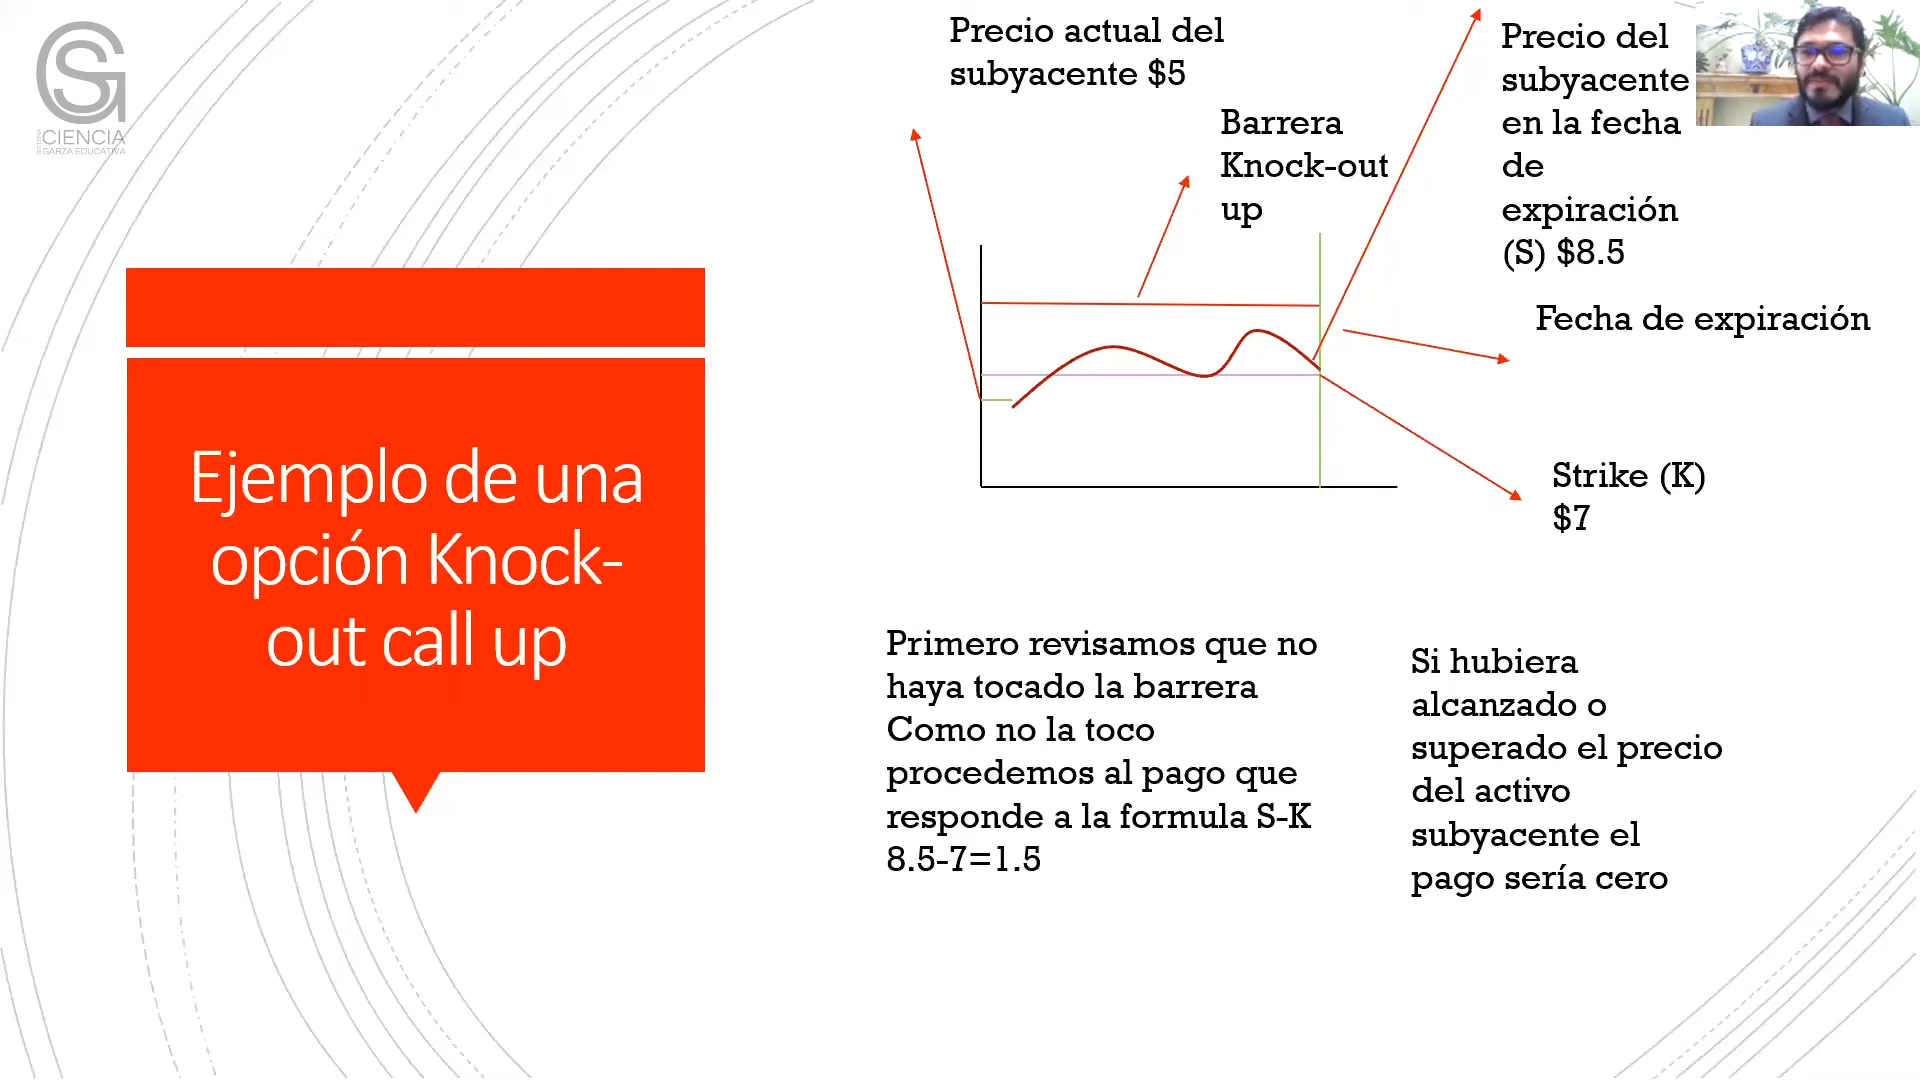 CIENCIA
GARZA EDUCATIVA
Ejemplo de una
opción Knock-
out call up
Precio actual del
subyacente $5
Barrera
Knock-out
up
Precio del
subyacente
en la fecha
de
expiración
(S) $8.5
Fecha de expiración
Strike (K)
$7
Primero revisamos que no
haya tocado la barrera
Como no la toco
procedemos al pago que
responde a la formula S-K
8.5-7=1.5
Si hubiera
alcanzado o
superado el precio
del activo
subyacente el
pago sería cero